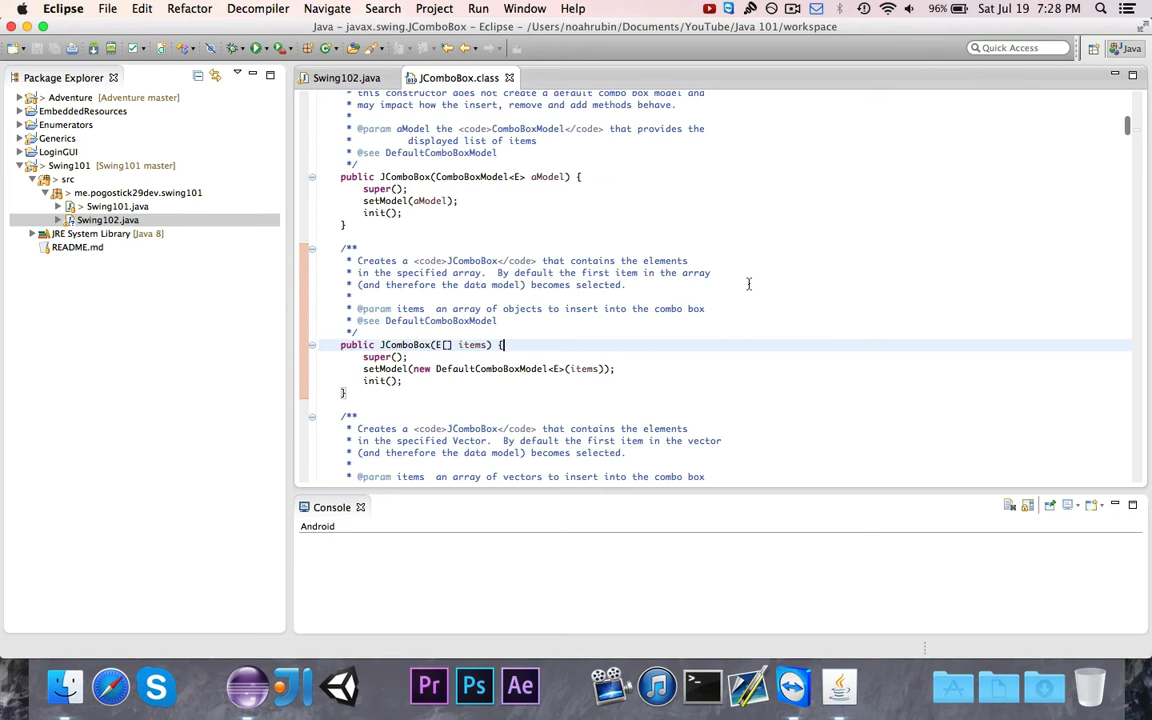 Eclipse File Edit Refactor Decompiler Navigate Search Project Run Window Help 96% Sat Jul 19 7:28 PM
Java – javax.swing.JComboBox – Eclipse – /Users/noahrubin/Documents/YouTube/Java 101/workspace
Quick Access Java
Package Explorer
> Adventure [Adventure master]
EmbeddedResources
Enumerators
Generics
LoginGUI
> Swing101 [Swing101 master]
> src
> me.pogostick29dev.swing101
> Swing101.java
Swing102.java
JRE System Library [Java 8]
README.md
Swing102.java JComboBox.class
* this constructor does not create a default combo box model and
* may impact how the insert, remove and add methods behave.
*
* @param aModel the <code>ComboBoxModel</code> that provides the
* displayed list of items
* @see DefaultComboBoxModel
*/
public JComboBox(ComboBoxModel<E> aModel) {
super();
setModel(aModel);
init();
}
/**
* Creates a <code>JComboBox</code> that contains the elements
* in the specified array. By default the first item in the array
* (and therefore the data model) becomes selected.
*
* @param items an array of objects to insert into the combo box
* @see DefaultComboBoxModel
*/
public JComboBox(E[] items) {
super();
setModel(new DefaultComboBoxModel<E>(items));
init();
}
/**
* Creates a <code>JComboBox</code> that contains the elements
* in the specified Vector. By default the first item in the vector
* (and therefore the data model) becomes selected.
*
* @param items an array of vectors to insert into the combo box
Console
Android
Pr Ps Ae